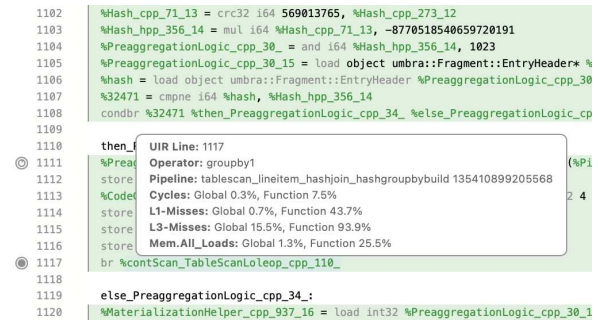 1102 %Hash_cpp_71_13 = crc32 i64 569013765, %Hash_cpp_273_12
1103 %Hash_hpp_356_14 = mul i64 %Hash_cpp_71_13, -8770518540659720191
1104 %PreaggregationLogic_cpp_30_ = and i64 %Hash_hpp_356_14, 1023
1105 %PreaggregationLogic_cpp_30_15 = load object umbra::Fragment::EntryHeader* %
1106 %hash = load object umbra::Fragment::EntryHeader %PreaggregationLogic_cpp_30
1107 %32471 = cmpne i64 %hash, %Hash_hpp_356_14
1108 condbr %32471 %then_PreaggregationLogic_cpp_34_ %else_PreaggregationLogic_cp
1109
1110 then_P
UIR Line: 1117
1111 %Preag
Operator: groupby1
(%Pi
1112 store
Pipeline: tablescan_lineitem_hashjoin_hashgroupbybuild 135410899205568
1113 %CodeG
Cycles: Global 0.3%, Function 7.5%
2 4
1114 store
L1-Misses: Global 0.7%, Function 43.7%
1115 store
L3-Misses: Global 15.5%, Function 93.9%
1116 store
Mem.All_Loads: Global 1.3%, Function 25.5%
1117 br %contScan_TableScanLoleop_cpp_110_
1118
1119 else_PreaggregationLogic_cpp_34_:
1120 %MaterializationHelper_cpp_937_16 = load int32 %PreaggregationLogic_cpp_30_1